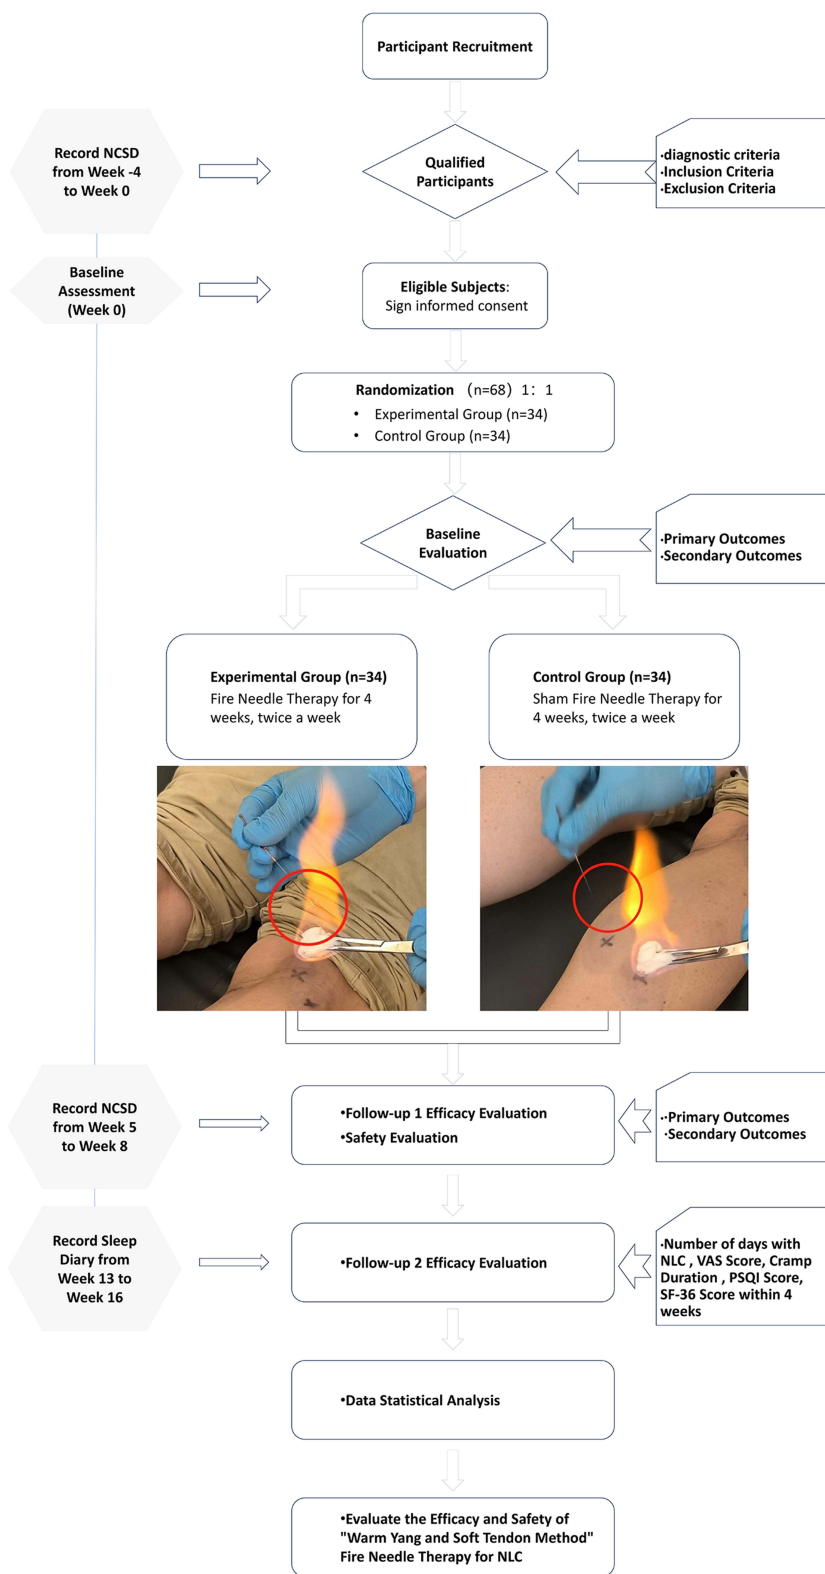 Participant Recruitment
Record NCSD
from Week -4
to Week 0
Qualified
Participants
·diagnostic criteria
·Inclusion Criteria
·Exclusion Criteria
Baseline
Assessment
(Week 0)
Eligible Subjects:
Sign informed consent
Randomization （n=68）1：1
• Experimental Group (n=34)
• Control Group (n=34)
Baseline
Evaluation
·Primary Outcomes
·Secondary Outcomes
Experimental Group (n=34)
Fire Needle Therapy for 4
weeks, twice a week
Control Group (n=34)
Sham Fire Needle Therapy for
4 weeks, twice a week
Record NCSD
from Week 5
to Week 8
•Follow-up 1 Efficacy Evaluation
•Safety Evaluation
··Primary Outcomes
·Secondary Outcomes
Record Sleep
Diary from
Week 13 to
Week 16
•Follow-up 2 Efficacy Evaluation
·Number of days with
NLC , VAS Score, Cramp
Duration , PSQI Score,
SF-36 Score within 4
weeks
•Data Statistical Analysis
•Evaluate the Efficacy and Safety of
"Warm Yang and Soft Tendon Method"
Fire Needle Therapy for NLC